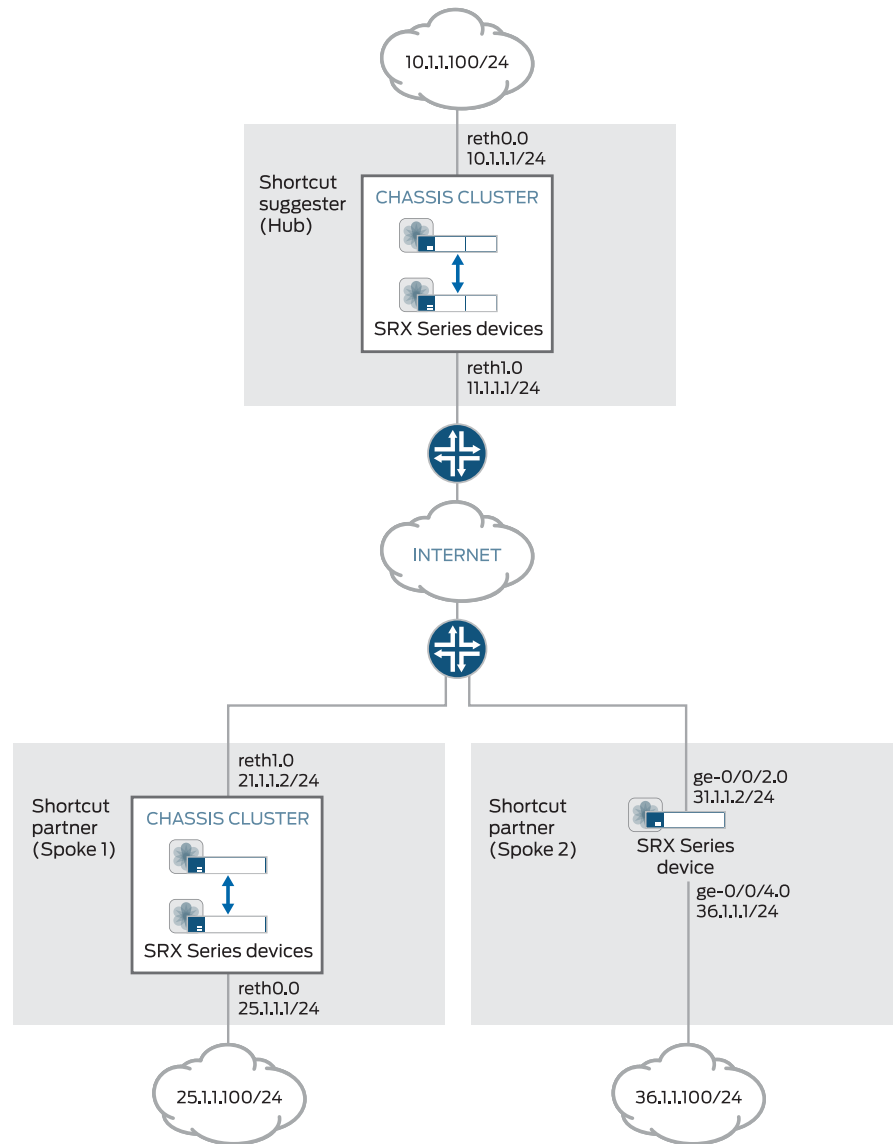 10.1.1.100/24
reth0.0
10.1.1.1/24
Shortcut
suggester
(Hub)
CHASSIS CLUSTER
SRX Series devices
reth1.0
11.1.1.1/24
INTERNET
reth1.0
21.1.1.2/24
Shortcut
partner
(Spoke 1)
CHASSIS CLUSTER
SRX Series devices
reth0.0
25.1.1.1/24
25.1.1.100/24
ge-0/0/2.0
31.1.1.2/24
Shortcut
partner
(Spoke 2)
SRX Series
device
ge-0/0/4.0
36.1.1.1/24
36.1.1.100/24